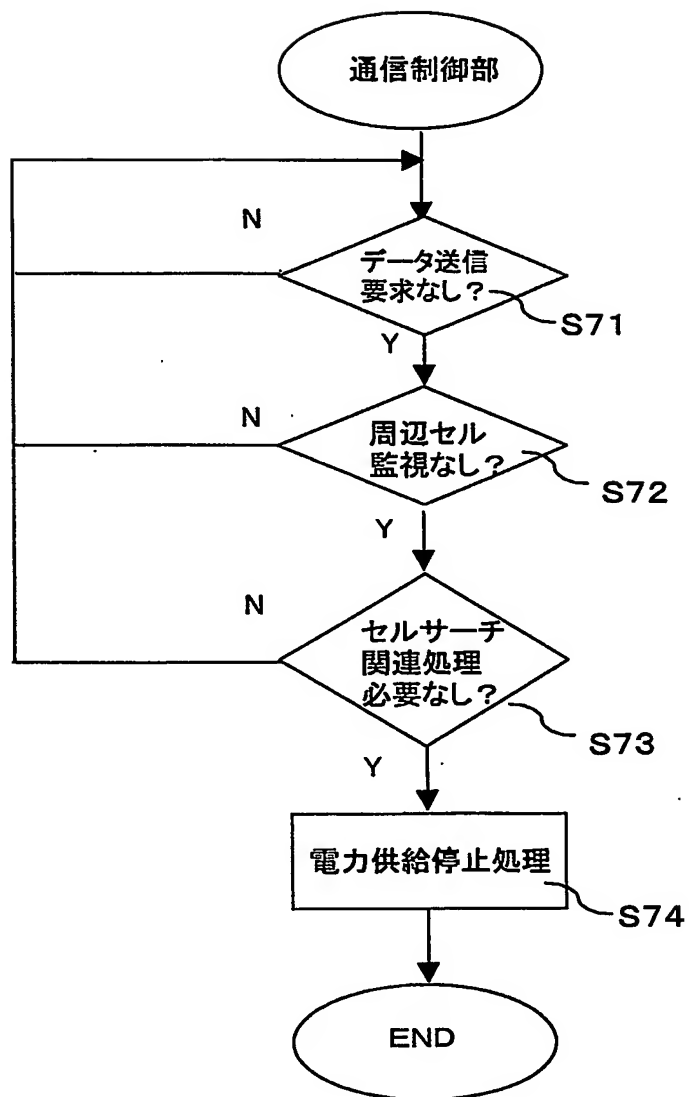 通信制御部
N
データ送信
要求なし?
S71
Y
N
周辺セル
監視なし?
S72
Y
N
セルサーチ
関連処理
必要なし?
S73
Y
電力供給停止処理
S74
END